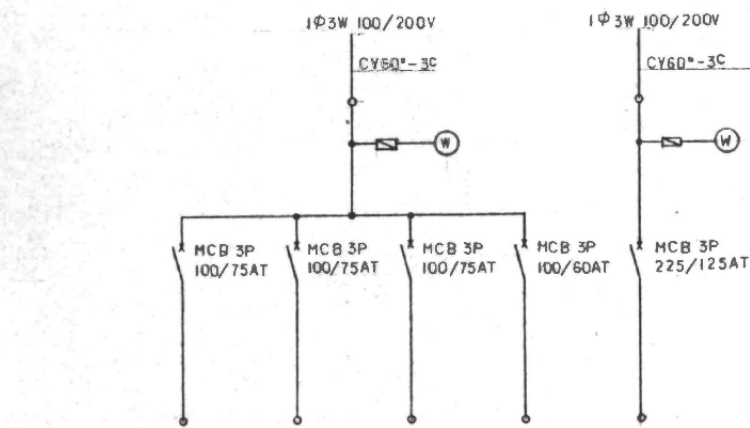 1Φ3W 100/200V
CV60°-3C
W
MCB 3P
100/75AT
MCB 3P
100/75AT
MCB 3P
100/75AT
MCB 3P
100/60AT
1Φ3W 100/200V
CV60°-3C
W
MCB 3P
225/125AT